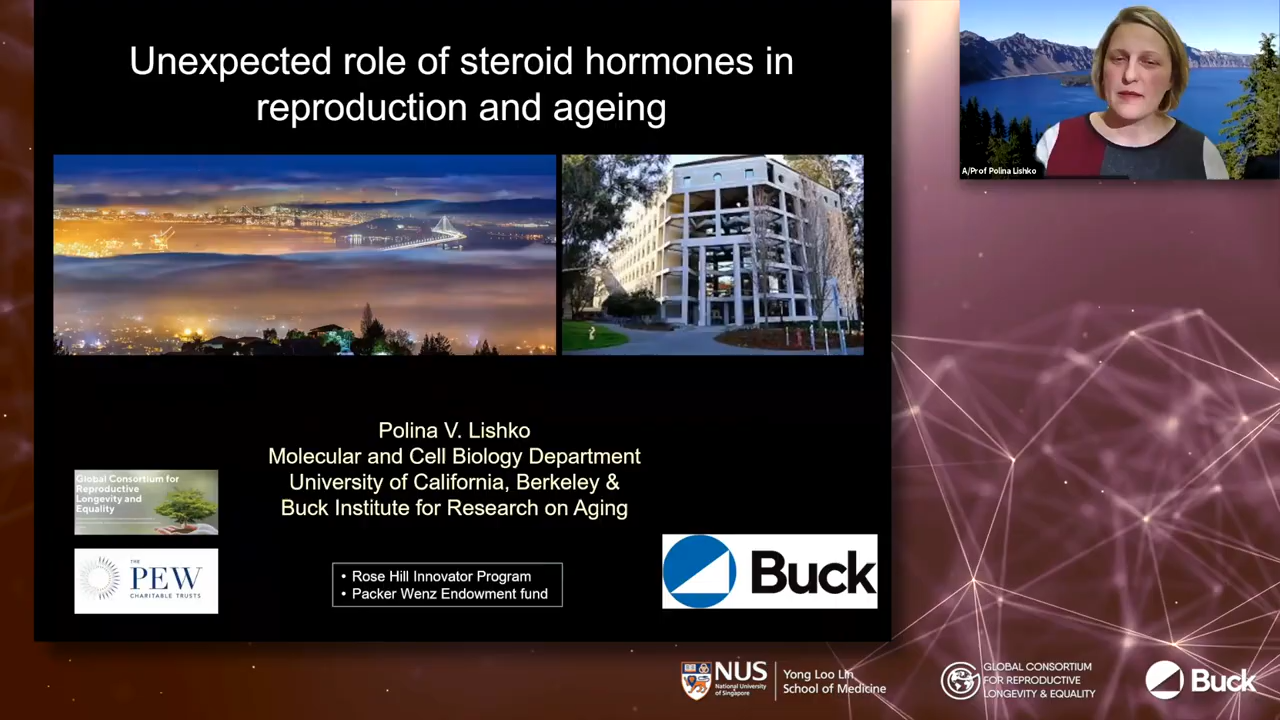 Unexpected role of steroid hormones in
reproduction and ageing
A/Prof Polina Lishko
Polina V. Lishko
Molecular and Cell Biology Department
University of California, Berkeley &
Buck Institute for Research on Aging
Global Consortium for
Reproductive
Longevity and
Equality
THE
PEW
CHARITABLE TRUSTS
• Rose Hill Innovator Program
• Packer Wenz Endowment fund
Buck
NUS
National University
of Singapore
Yong Loo Lin
School of Medicine
GLOBAL CONSORTIUM
FOR REPRODUCTIVE
LONGEVITY & EQUALITY
Buck